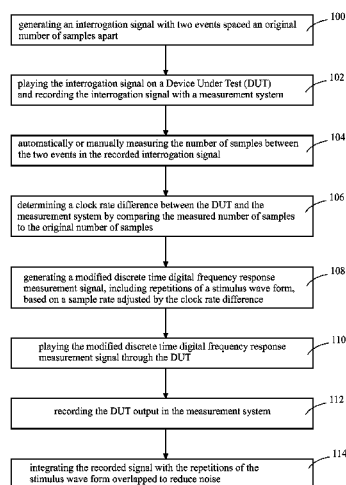 generating an interrogation signal with two events spaced an original
number of samples apart
100
playing the interrogation signal on a Device Under Test (DUT)
and recording the interrogation signal with a measurement system
102
automatically or manually measuring the number of samples between
the two events in the recorded interrogation signal
104
determining a clock rate difference between the DUT and the
measurement system by comparing the measured number of samples
to the original number of samples
106
generating a modified discrete time digital frequency response
measurement signal, including repetitions of a stimulus wave form,
based on a sample rate adjusted by the clock rate difference
108
playing the modified discrete time digital frequency response
measurement signal through the DUT
110
recording the DUT output in the measurement system
112
integrating the recorded signal with the repetitions of the
stimulus wave form overlapped to reduce noise
114